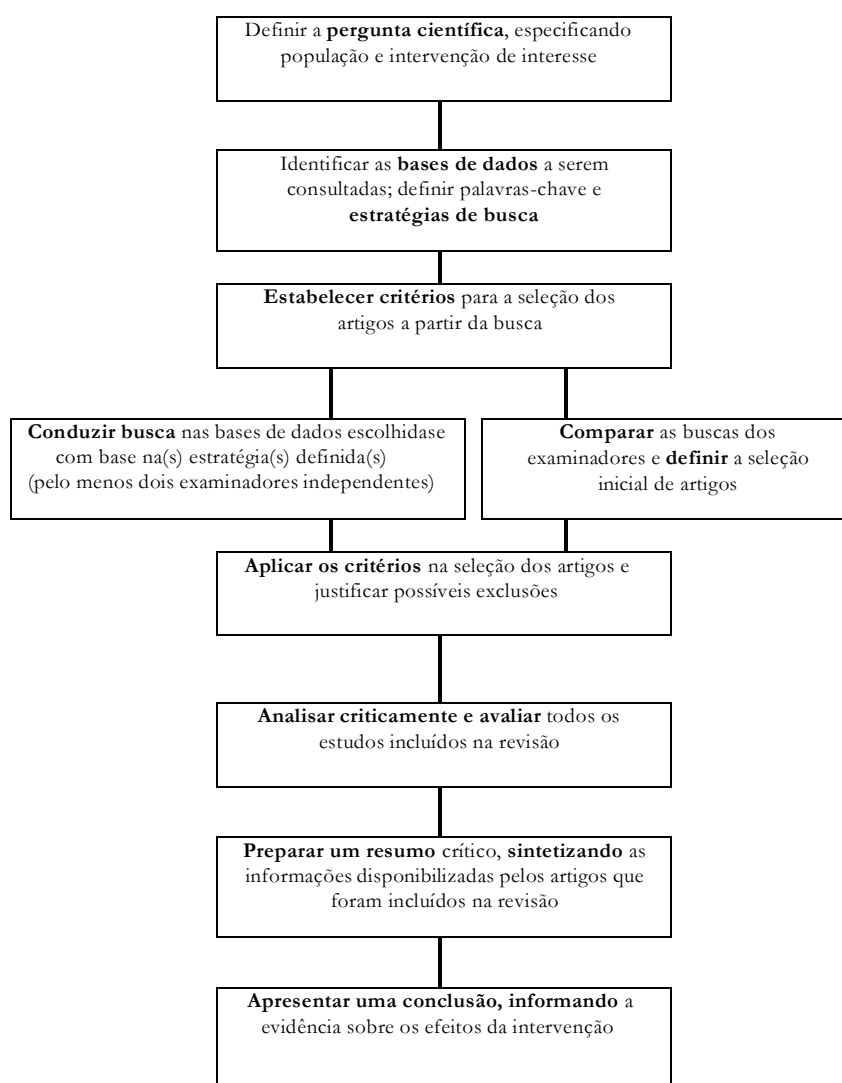 Definir a pergunta científica, especificando
população e intervenção de interesse
Identificar as bases de dados a serem
consultadas; definir palavras-chave e
estratégias de busca
Estabelecer critérios para a seleção dos
artigos a partir da busca
Conduzir busca nas bases de dados escolhidase
com base na(s) estratégia(s) definida(s)
(pelo menos dois examinadores independentes)
Comparar as buscas dos
examinadores e definir a seleção
inicial de artigos
Aplicar os critérios na seleção dos artigos e
justificar possíveis exclusões
Analisar criticamente e avaliar todos os
estudos incluídos na revisão
Preparar um resumo crítico, sintetizando as
informações disponibilizadas pelos artigos que
foram incluídos na revisão
Apresentar uma conclusão, informando a
evidência sobre os efeitos da intervenção